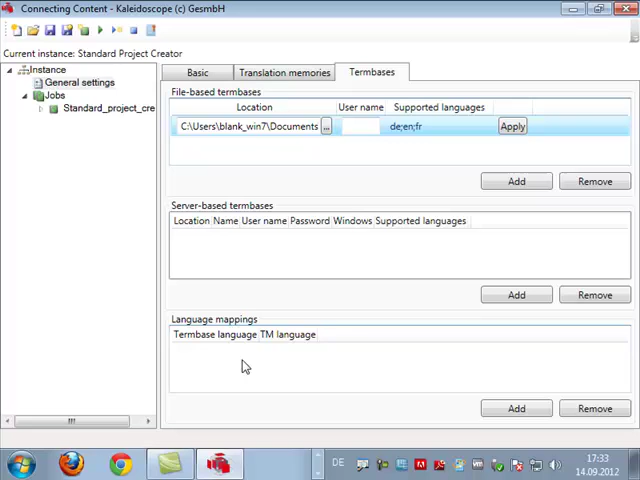 Connecting Content - Kaleidoscope (c) GesmbH
Current instance: Standard Project Creator
Instance
General settings
Jobs
Standard_project_cre
Basic
Translation memories
Termbases
File-based termbases
Location User name Supported languages
C:\Users\blank_win7\Documents ... de;en;fr Apply
Add Remove
Server-based termbases
Location Name User name Password Windows Supported languages
Add Remove
Language mappings
Termbase language TM language
Add Remove
DE
17:33
14.09.2012